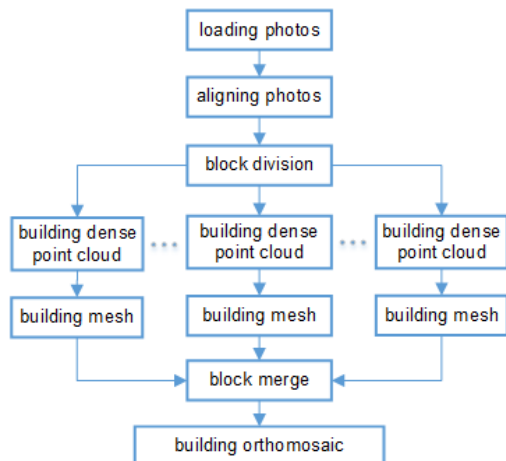 loading photos
aligning photos
block division
building dense
point cloud
building dense
point cloud
building dense
point cloud
building mesh
building mesh
building mesh
block merge
building orthomosaic